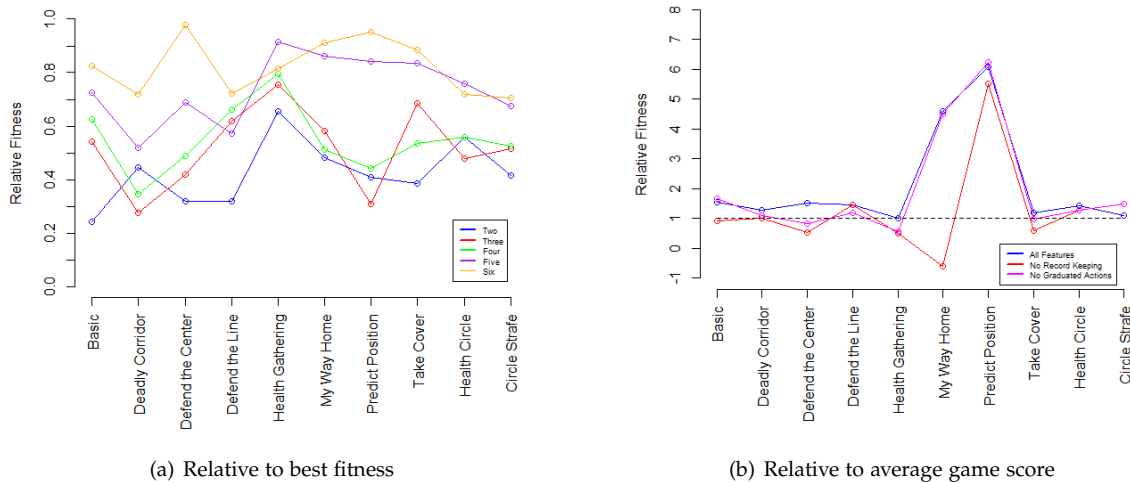 Relative Fitness
1.0
0.8
0.6
0.4
0.2
0.0
Two
Three
Four
Five
Six
Basic
Deadly Corridor
Defend the Center
Defend the Line
Health Gathering
My Way Home
Predict Position
Take Cover
Health Circle
Circle Strafe
(a) Relative to best fitness
Relative Fitness
8
7
6
5
4
3
2
1
0
-1
All Features
No Record Keeping
No Graduated Actions
Basic
Deadly Corridor
Defend the Center
Defend the Line
Health Gathering
My Way Home
Predict Position
Take Cover
Health Circle
Circle Strafe
(b) Relative to average game score